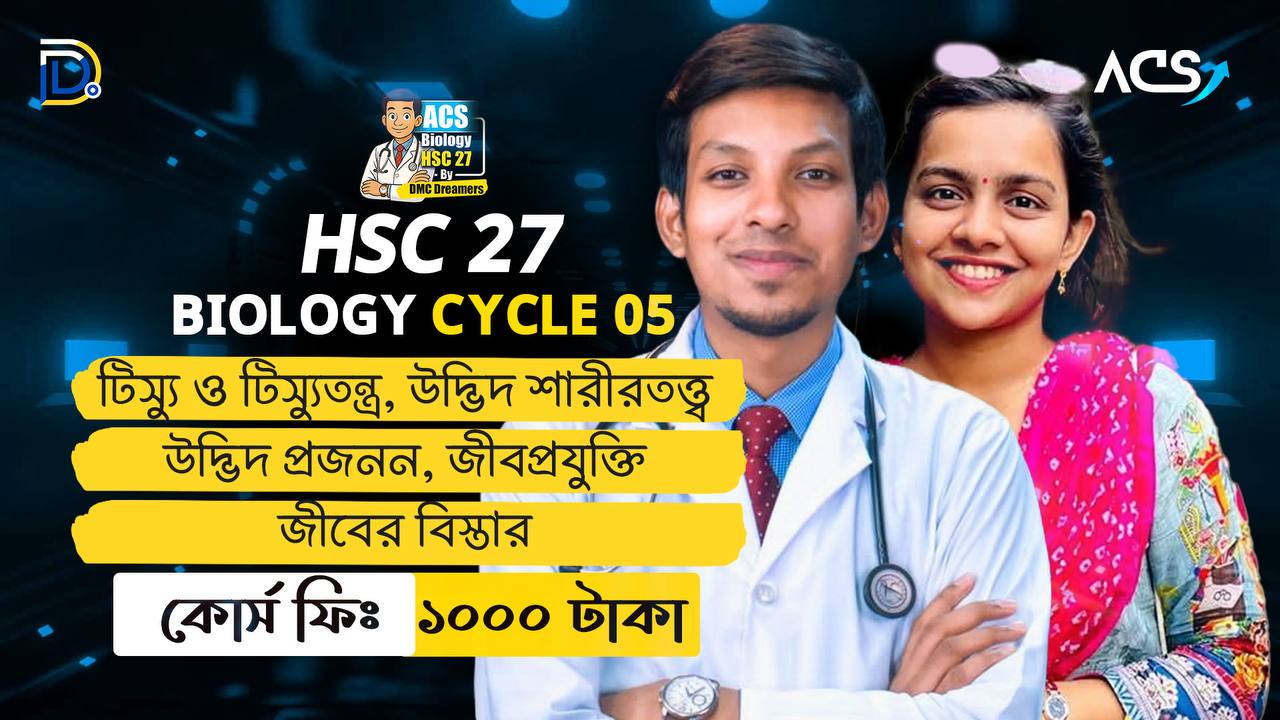 ACS
ACS
Biology
HSC 27
- By -
DMC Dreamers
HSC 27
BIOLOGY CYCLE 05
টিস্যু ও টিস্যুতন্ত্র, উদ্ভিদ শারীরতত্ত্ব
উদ্ভিদ প্রজনন, জীবপ্রযুক্তি
জীবের বিস্তার
কোর্স ফিঃ ১০০০ টাকা